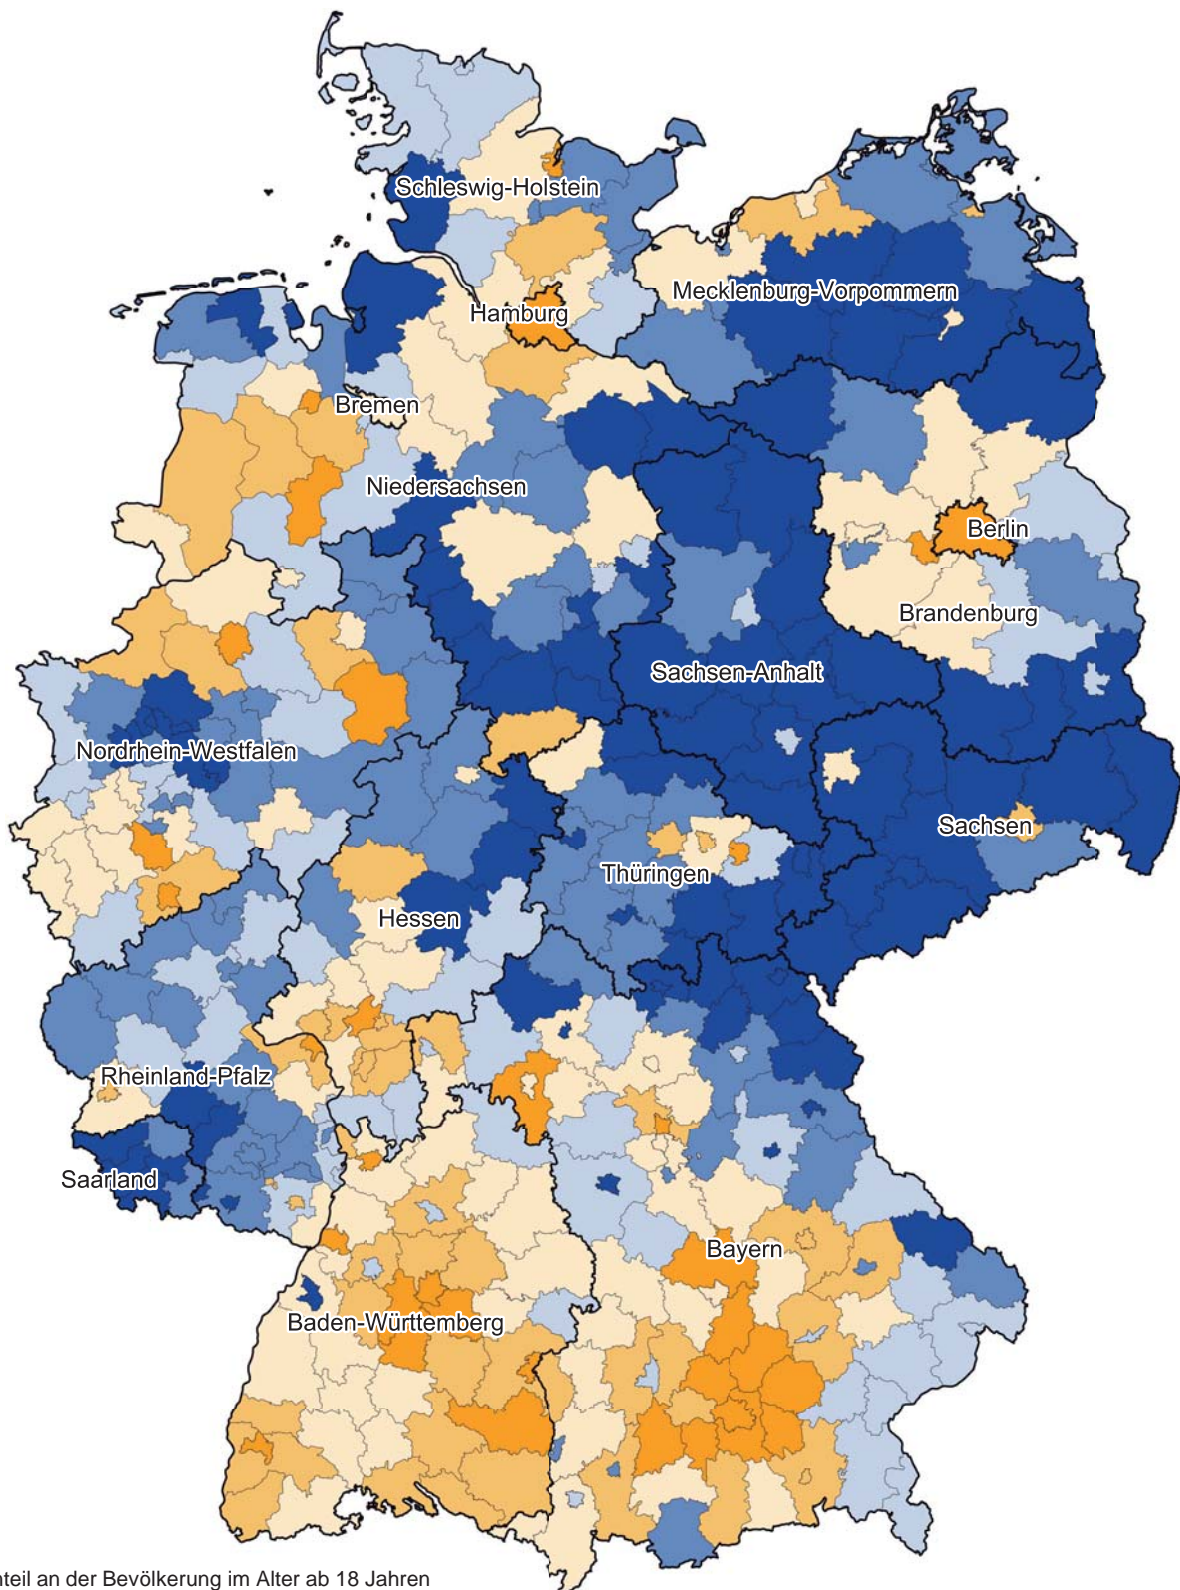 Schleswig-Holstein
Mecklenburg-Vorpommern
Hamburg
Bremen
Niedersachsen
Berlin
Brandenburg
Sachsen-Anhalt
Nordrhein-Westfalen
Sachsen
Thüringen
Hessen
Rheinland-Pfalz
Saarland
Bayern
Baden-Württemberg
nteil an der Bevölkerung im Alter ab 18 Jahren